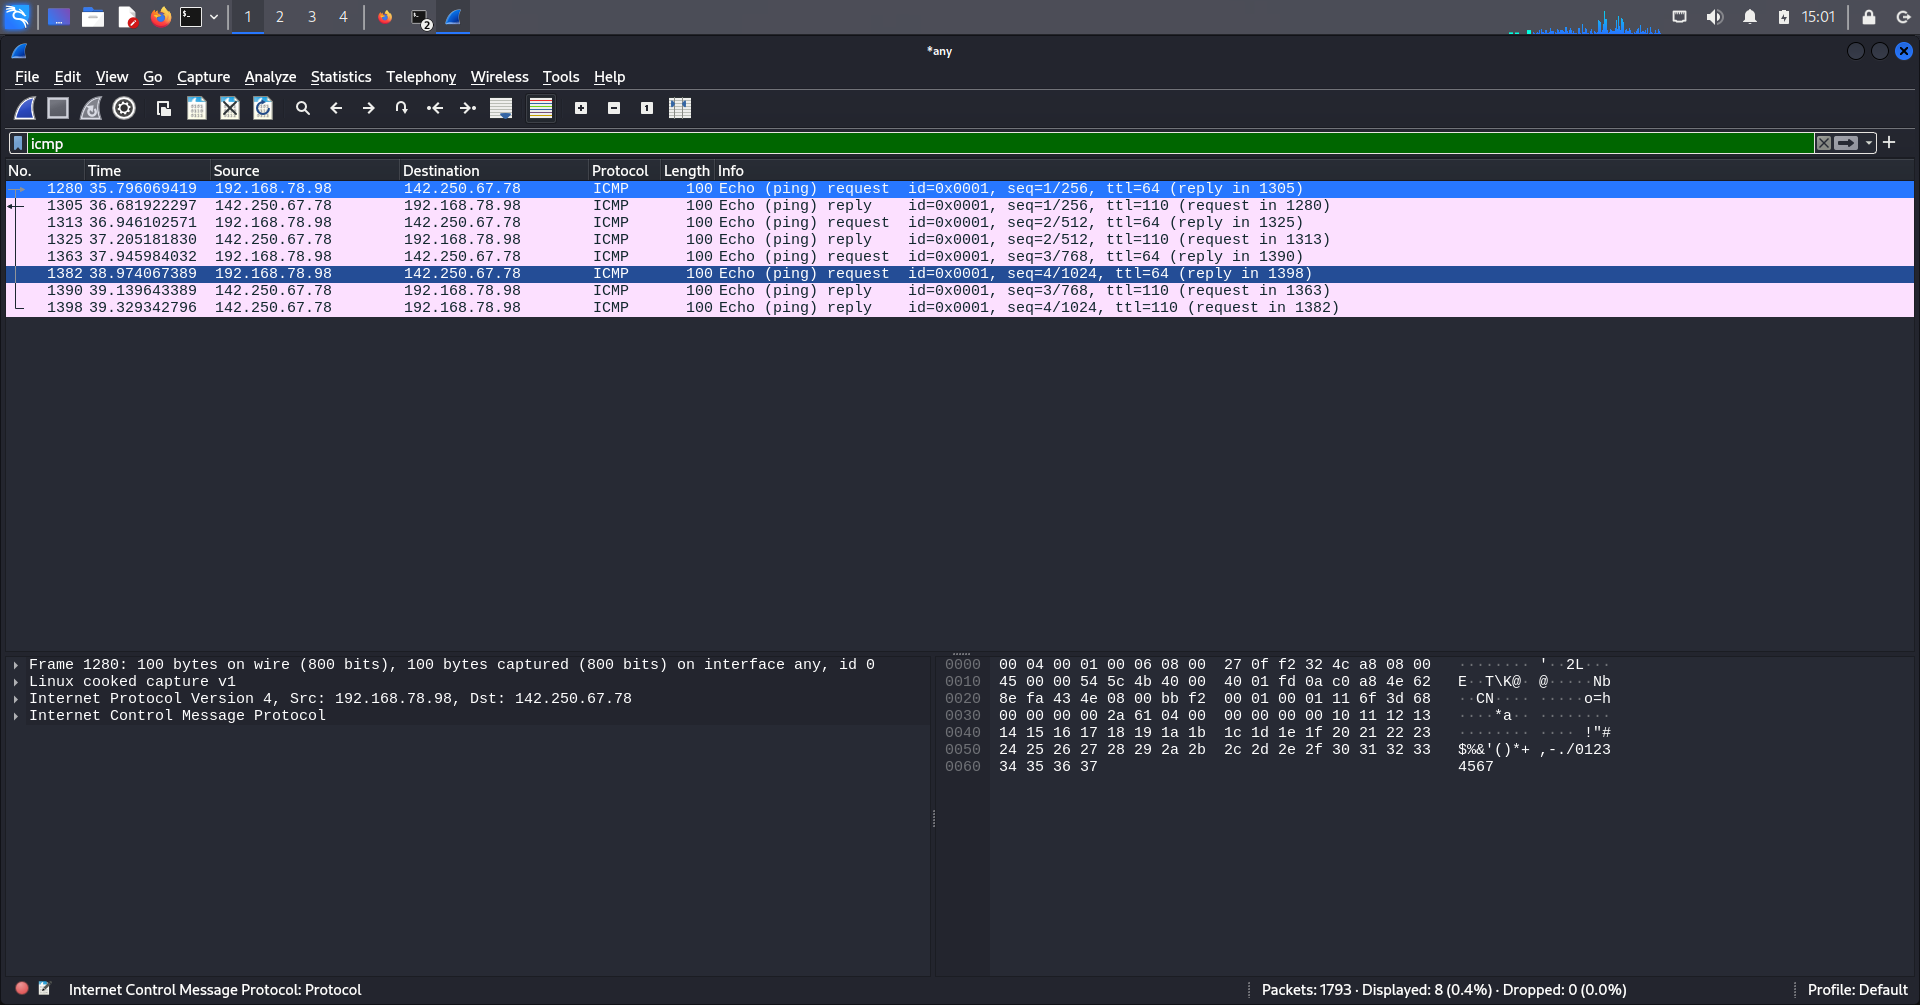 1 2 3 4 2 15:01
*any
File Edit View Go Capture Analyze Statistics Telephony Wireless Tools Help
icmp
No. Time Source Destination Protocol Length Info
1280 35.796069419 192.168.78.98 142.250.67.78 ICMP 100 Echo (ping) request id=0x0001, seq=1/256, ttl=64 (reply in 1305)
1305 36.681922297 142.250.67.78 192.168.78.98 ICMP 100 Echo (ping) reply id=0x0001, seq=1/256, ttl=110 (request in 1280)
1313 36.946102571 192.168.78.98 142.250.67.78 ICMP 100 Echo (ping) request id=0x0001, seq=2/512, ttl=64 (reply in 1325)
1325 37.205181830 142.250.67.78 192.168.78.98 ICMP 100 Echo (ping) reply id=0x0001, seq=2/512, ttl=110 (request in 1313)
1363 37.945984032 192.168.78.98 142.250.67.78 ICMP 100 Echo (ping) request id=0x0001, seq=3/768, ttl=64 (reply in 1390)
1382 38.974067389 192.168.78.98 142.250.67.78 ICMP 100 Echo (ping) request id=0x0001, seq=4/1024, ttl=64 (reply in 1398)
1390 39.139643389 142.250.67.78 192.168.78.98 ICMP 100 Echo (ping) reply id=0x0001, seq=3/768, ttl=110 (request in 1363)
1398 39.329342796 142.250.67.78 192.168.78.98 ICMP 100 Echo (ping) reply id=0x0001, seq=4/1024, ttl=110 (request in 1382)
Frame 1280: 100 bytes on wire (800 bits), 100 bytes captured (800 bits) on interface any, id 0
Linux cooked capture v1
Internet Protocol Version 4, Src: 192.168.78.98, Dst: 142.250.67.78
Internet Control Message Protocol
0000 00 04 00 01 00 06 08 00 27 0f f2 32 4c a8 08 00 ········ '··2L···
0010 45 00 00 54 5c 4b 40 00 40 01 fd 0a c0 a8 4e 62 E··T\K@· @·····Nb
0020 8e fa 43 4e 08 00 bb f2 00 01 00 01 11 6f 3d 68 ··CN···· ·····o=h
0030 00 00 00 00 2a 61 04 00 00 00 00 00 10 11 12 13 ····*a·· ········
0040 14 15 16 17 18 19 1a 1b 1c 1d 1e 1f 20 21 22 23 ········ ···· !"#
0050 24 25 26 27 28 29 2a 2b 2c 2d 2e 2f 30 31 32 33 $%&'()*+ ,-./0123
0060 34 35 36 37 4567
Internet Control Message Protocol: Protocol Packets: 1793 · Displayed: 8 (0.4%) · Dropped: 0 (0.0%) Profile: Default